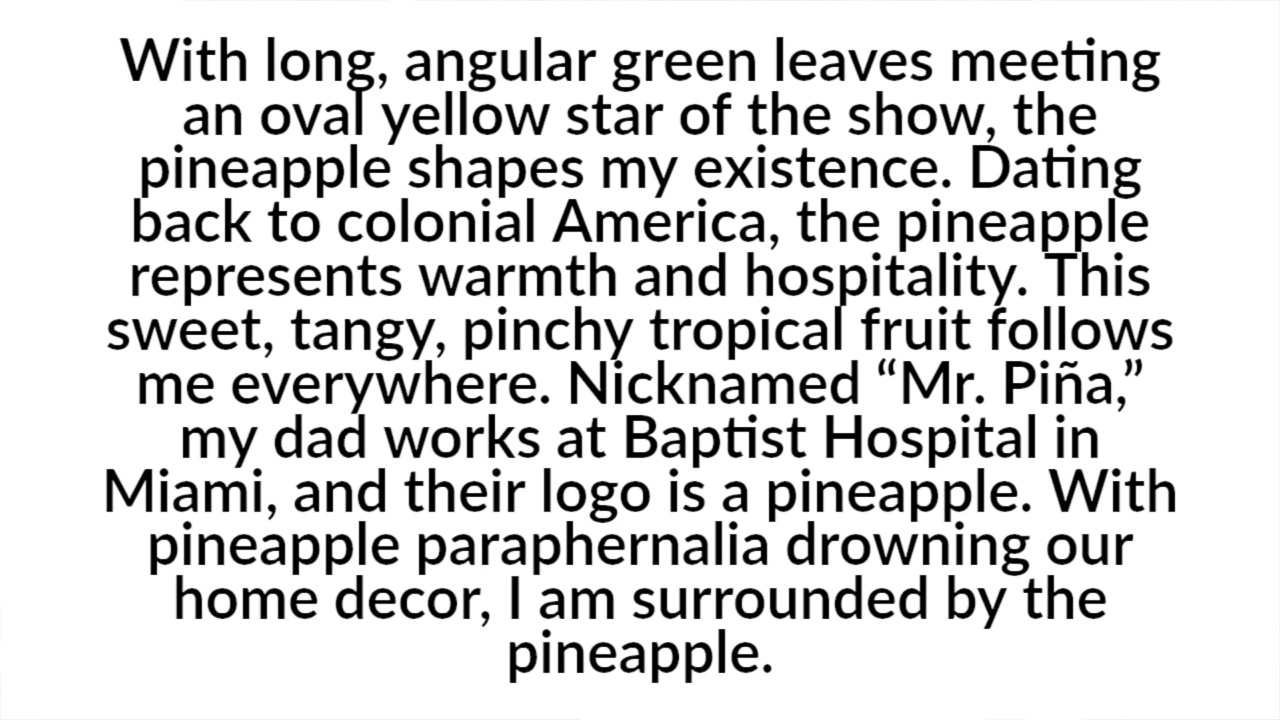 With long, angular green leaves meeting
an oval yellow star of the show, the
pineapple shapes my existence. Dating
back to colonial America, the pineapple
represents warmth and hospitality. This
sweet, tangy, pinchy tropical fruit follows
me everywhere. Nicknamed “Mr. Piña,”
my dad works at Baptist Hospital in
Miami, and their logo is a pineapple. With
pineapple paraphernalia drowning our
home decor, I am surrounded by the
pineapple.